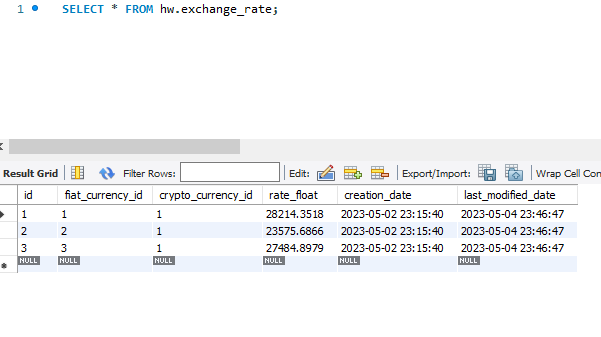 1 SELECT * FROM hw.exchange_rate;
Result Grid Filter Rows: Edit: Export/Import: Wrap Cell Con
id fiat_currency_id crypto_currency_id rate_float creation_date last_modified_date
1 1 1 28214.3518 2023-05-02 23:15:40 2023-05-04 23:46:47
2 2 1 23575.6866 2023-05-02 23:15:40 2023-05-04 23:46:47
3 3 1 27484.8979 2023-05-02 23:15:40 2023-05-04 23:46:47
NULL NULL NULL NULL NULL NULL